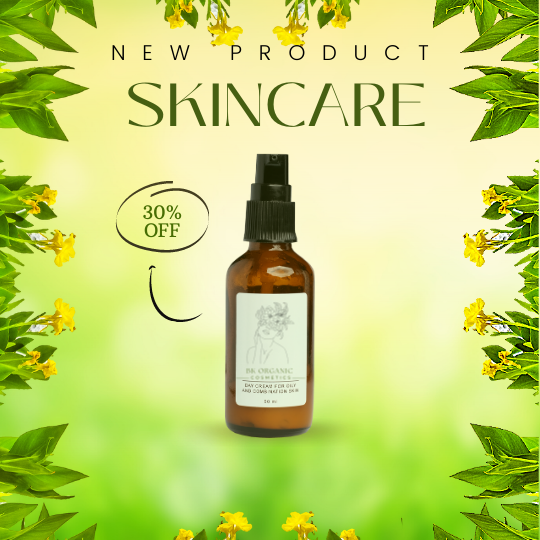 NEW PRODUCT
SKINCARE
30%
OFF
BK ORGANIC
COSMETICS
DAY CREAM FOR OILY
AND COMBINATION SKIN